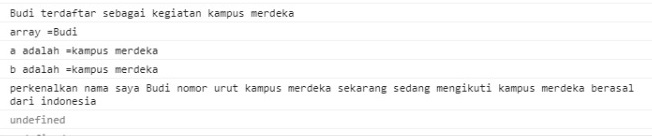 Budi terdaftar sebagai kegiatan kampus merdeka
array =Budi
a adalah =kampus merdeka
b adalah =kampus merdeka
perkenalkan nama saya Budi nomor urut kampus merdeka sekarang sedang mengikuti kampus merdeka berasal
dari indonesia
undefined